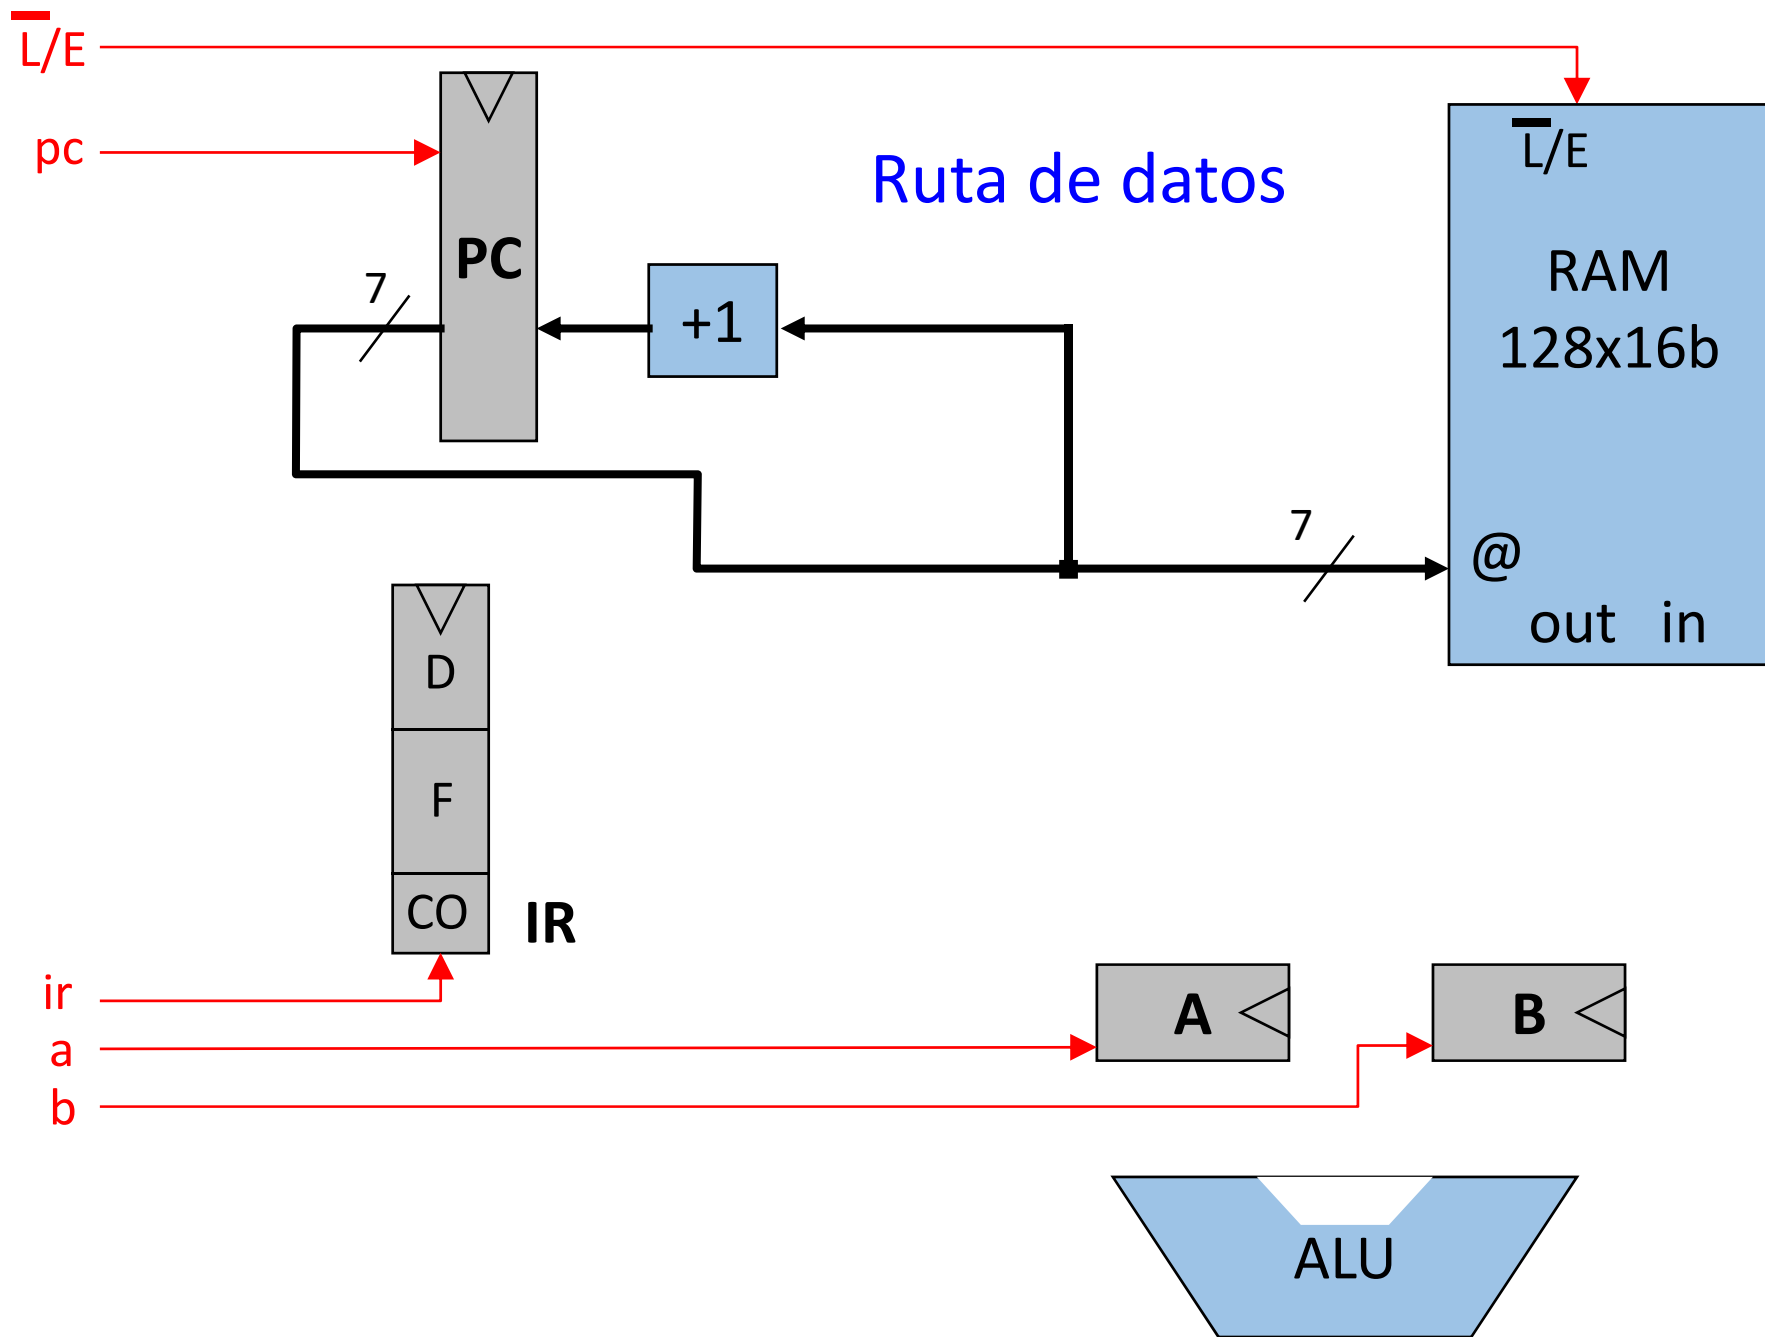 L̅/E
pc
Ruta de datos
L̅/E
PC
7
+1
RAM
128x16b
7
@
out in
D
F
CO
IR
ir
a
b
A
B
ALU